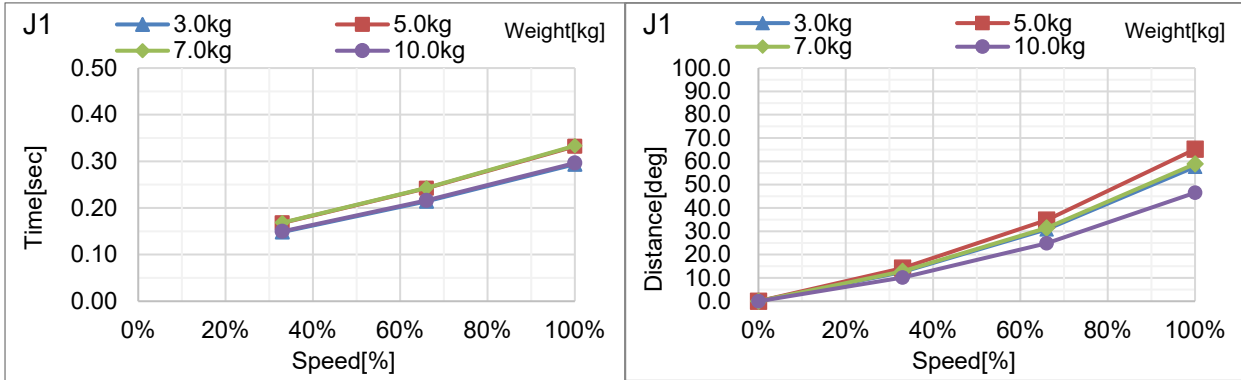 J1
3.0kg 5.0kg Weight[kg]
7.0kg 10.0kg
Time[sec]
0.50
0.40
0.30
0.20
0.10
0.00
0% 20% 40% 60% 80% 100%
Speed[%]
J1
3.0kg 5.0kg Weight[kg]
7.0kg 10.0kg
Distance[deg]
100.0
90.0
80.0
70.0
60.0
50.0
40.0
30.0
20.0
10.0
0.0
0% 20% 40% 60% 80% 100%
Speed[%]